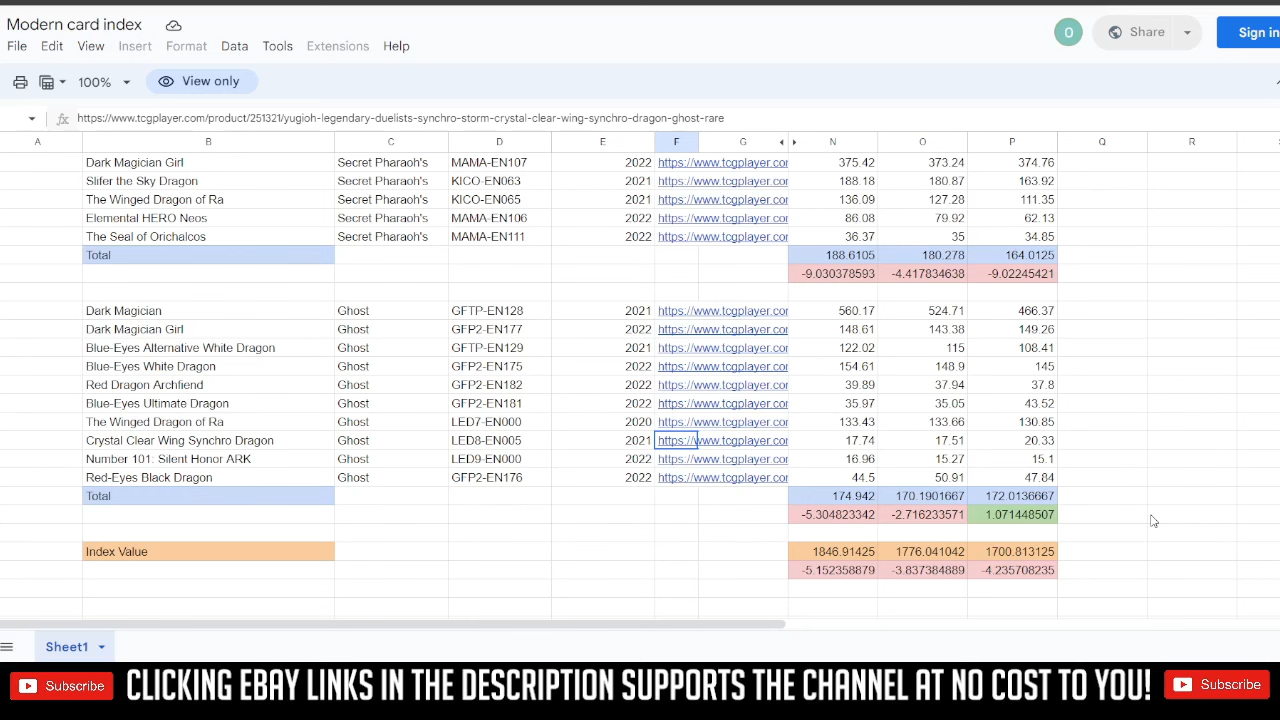 Modern card index
File Edit View Insert Format Data Tools Extensions Help
O Share Sign in
100% View only
fx https://www.tcgplayer.com/product/251321/yugioh-legendary-duelists-synchro-storm-crystal-clear-wing-synchro-dragon-ghost-rare
A B C D E F G N O P Q R
Dark Magician Girl Secret Pharaoh's MAMA-EN107 2022 https://www.tcgplayer.com 375.42 373.24 374.76
Slifer the Sky Dragon Secret Pharaoh's KICO-EN063 2021 https://www.tcgplayer.com 188.18 180.87 163.92
The Winged Dragon of Ra Secret Pharaoh's KICO-EN065 2021 https://www.tcgplayer.com 136.09 127.28 111.35
Elemental HERO Neos Secret Pharaoh's MAMA-EN106 2022 https://www.tcgplayer.com 86.08 79.92 62.13
The Seal of Orichalcos Secret Pharaoh's MAMA-EN111 2022 https://www.tcgplayer.com 36.37 35 34.85
Total 188.6105 180.278 164.0125
-9.030378593 -4.417834638 -9.02245421
Dark Magician Ghost GFTP-EN128 2021 https://www.tcgplayer.com 560.17 524.71 466.37
Dark Magician Girl Ghost GFP2-EN177 2022 https://www.tcgplayer.com 148.61 143.38 149.26
Blue-Eyes Alternative White Dragon Ghost GFTP-EN129 2021 https://www.tcgplayer.com 122.02 115 108.41
Blue-Eyes White Dragon Ghost GFP2-EN175 2022 https://www.tcgplayer.com 154.61 148.9 145
Red Dragon Archfiend Ghost GFP2-EN182 2022 https://www.tcgplayer.com 39.89 37.94 37.8
Blue-Eyes Ultimate Dragon Ghost GFP2-EN181 2022 https://www.tcgplayer.com 35.97 35.05 43.52
The Winged Dragon of Ra Ghost LED7-EN000 2020 https://www.tcgplayer.com 133.43 133.66 130.85
Crystal Clear Wing Synchro Dragon Ghost LED8-EN005 2021 https://www.tcgplayer.com 17.74 17.51 20.33
Number 101: Silent Honor ARK Ghost LED9-EN000 2022 https://www.tcgplayer.com 16.96 15.27 15.1
Red-Eyes Black Dragon Ghost GFP2-EN176 2022 https://www.tcgplayer.com 44.5 50.91 47.84
Total 174.942 170.1901667 172.0136667
-5.304823342 -2.716233571 1.071448507
Index Value 1846.91425 1776.041042 1700.813125
-5.152358879 -3.837384889 -4.235708235
Sheet1
Subscribe CLICKING EBAY LINKS IN THE DESCRIPTION SUPPORTS THE CHANNEL AT NO COST TO YOU! Subscribe